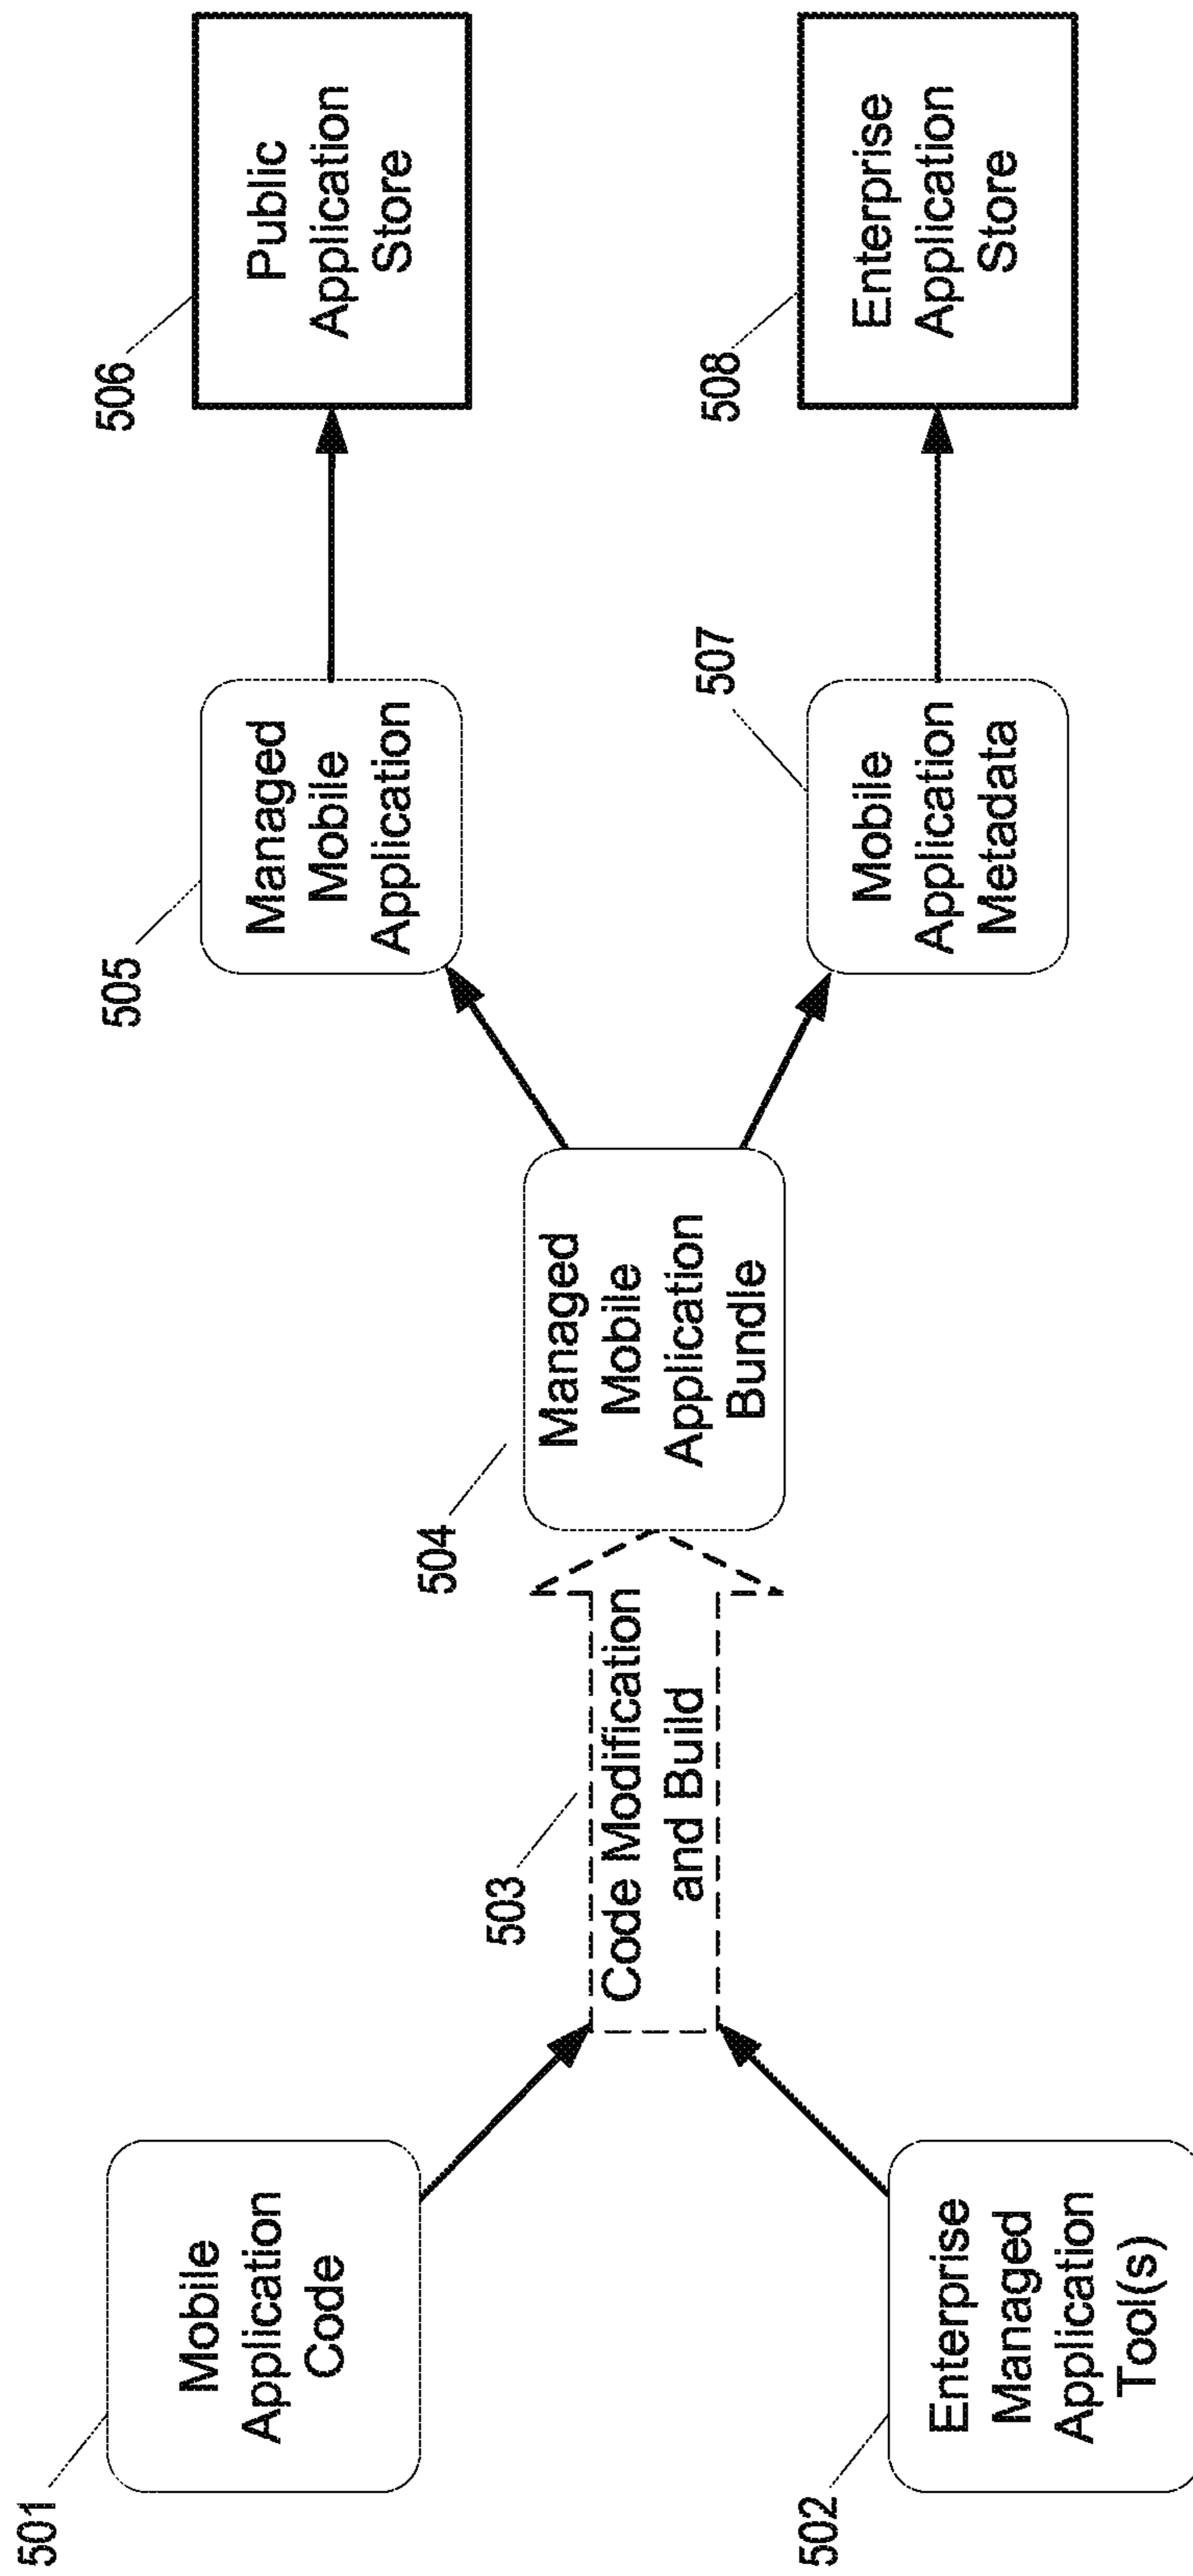 501
Mobile
Application
Code
502
Enterprise
Managed
Application
Tool(s)
503
Code Modification
and Build
504
Managed
Mobile
Application
Bundle
505
Managed
Mobile
Application
506
Public
Application
Store
507
Mobile
Application
Metadata
508
Enterprise
Application
Store